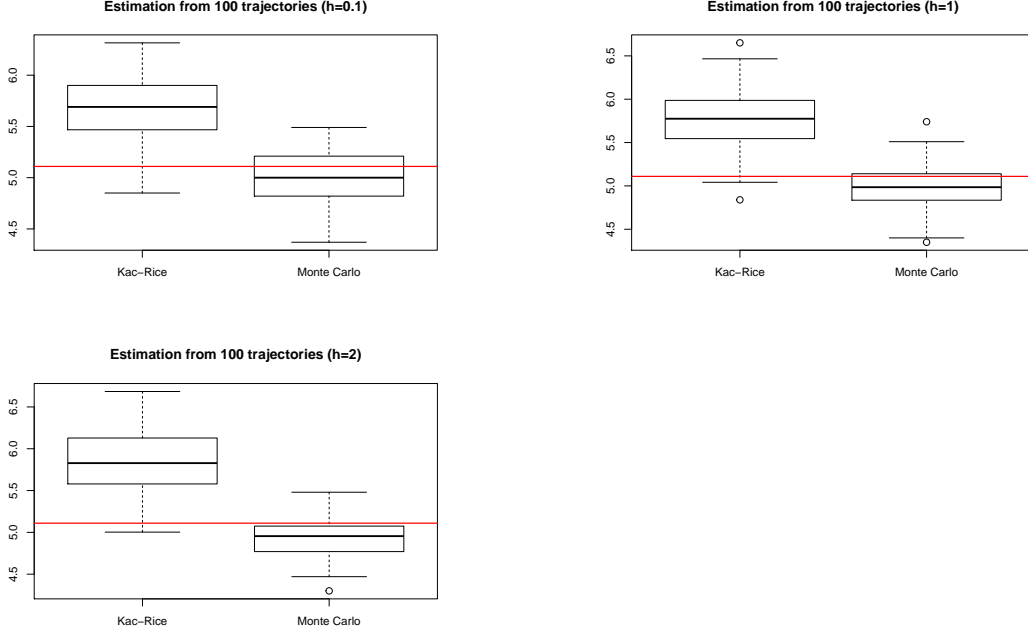 Estimation from 100 trajectories (h=0.1)
6.0
5.5
5.0
4.5
Kac−Rice Monte Carlo
Estimation from 100 trajectories (h=1)
6.5
6.0
5.5
5.0
4.5
Kac−Rice Monte Carlo
Estimation from 100 trajectories (h=2)
6.5
6.0
5.5
5.0
4.5
Kac−Rice Monte Carlo